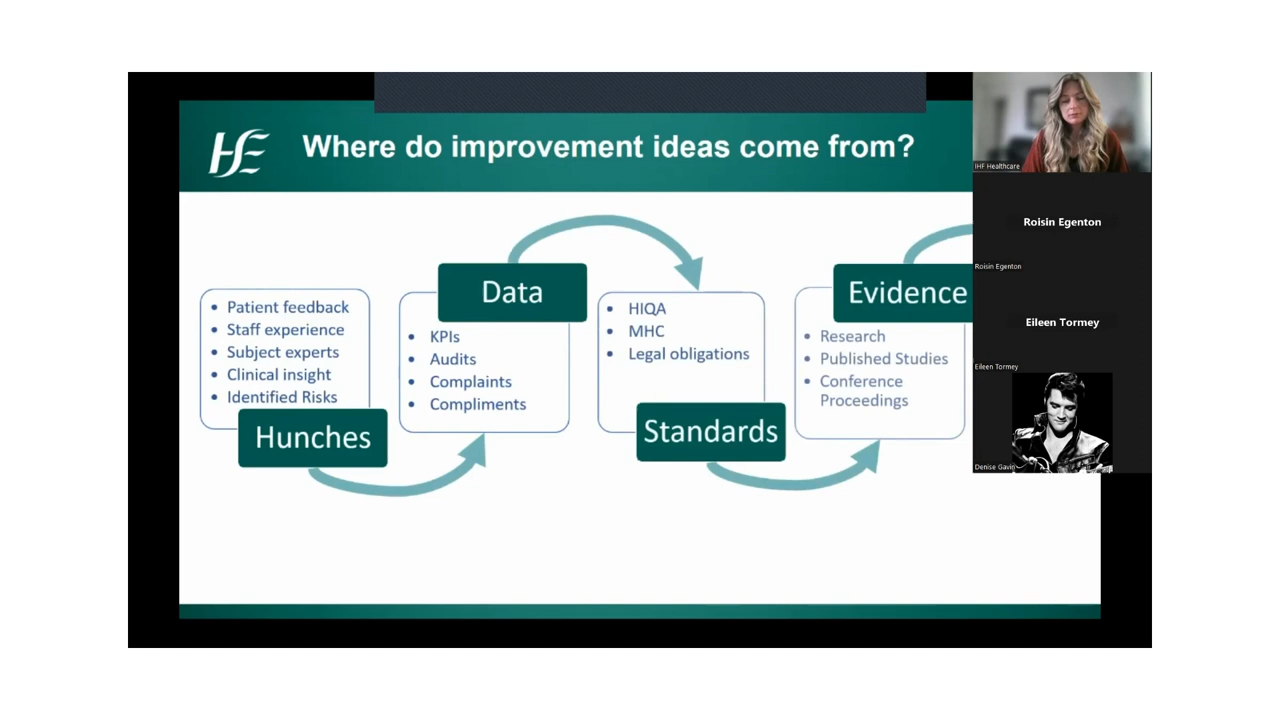 HSE
Where do improvement ideas come from?
Patient feedback
Staff experience
Subject experts
Clinical insight
Identified Risks
Hunches
Data
KPIs
Audits
Complaints
Compliments
HIQA
MHC
Legal obligations
Standards
Evidence
Research
Published Studies
Conference
Proceedings
IHF Healthcare
Roisin Egenton
Roisin Egenton
Eileen Tormey
Eileen Tormey
Denise Gavin